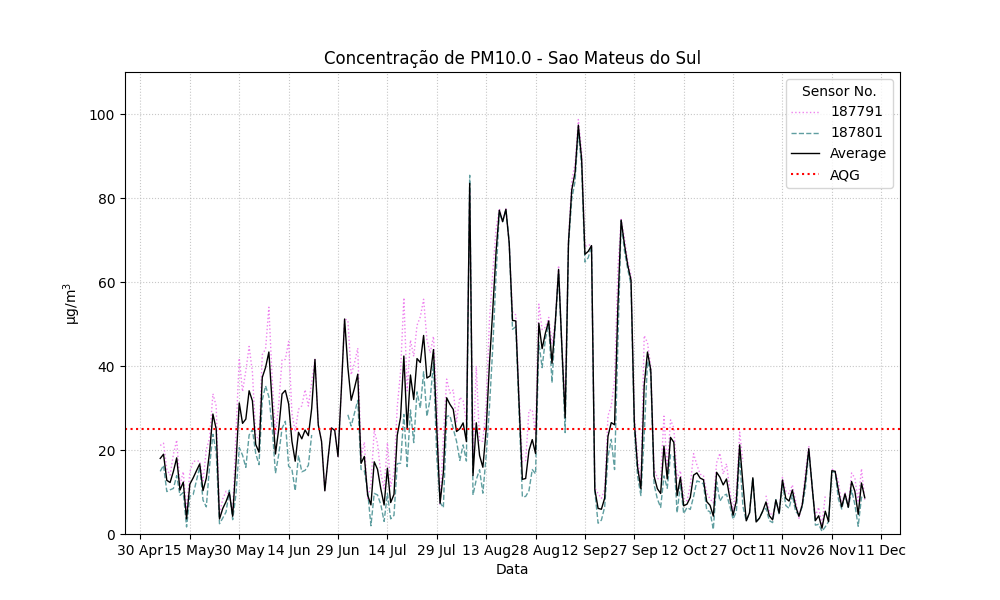 Concentração de PM10.0 - Sao Mateus do Sul
Sensor No.
187791
187801
Average
AQG
100
80
60
40
20
0
µg/m³
30 Apr 15 May 30 May 14 Jun 29 Jun 14 Jul 29 Jul 13 Aug 28 Aug 12 Sep 27 Sep 12 Oct 27 Oct 11 Nov 26 Nov 11 Dec
Data